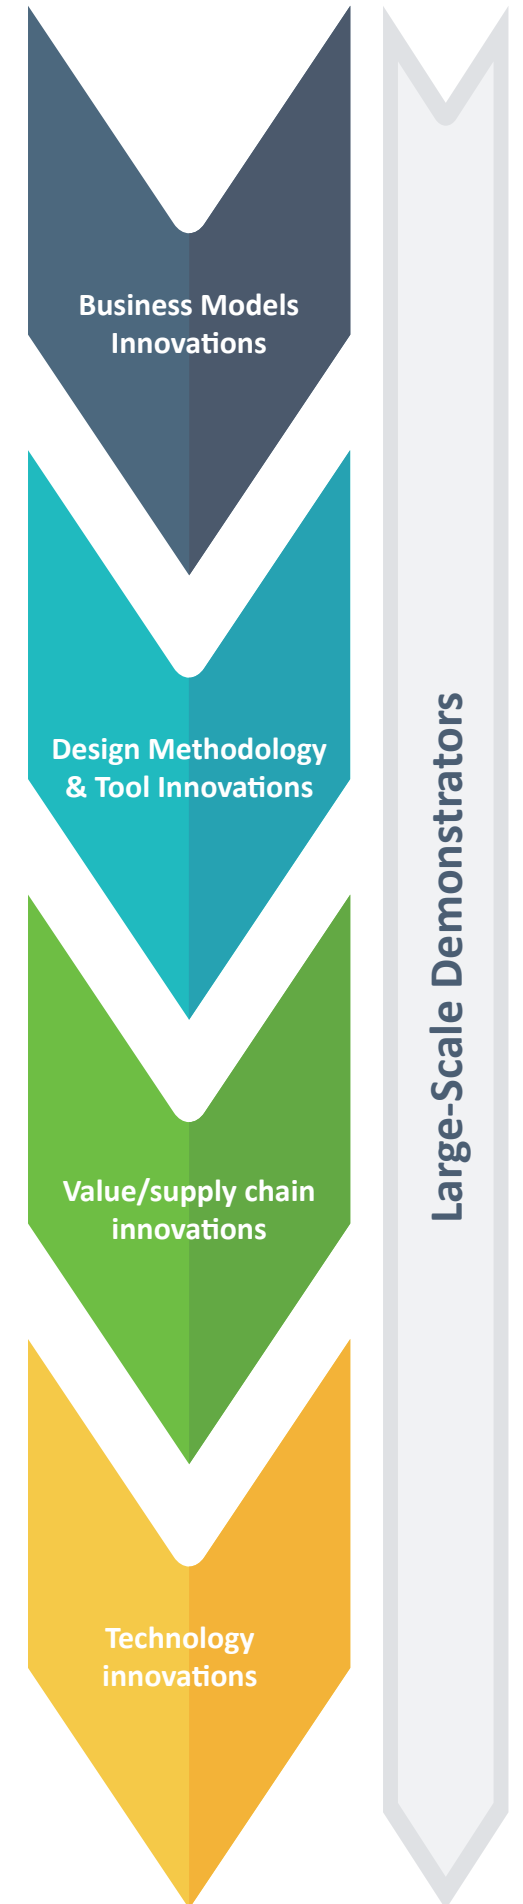 Business Models
Innovations
Design Methodology
& Tool Innovations
Value/supply chain
innovations
Technology
innovations
Large-Scale Demonstrators